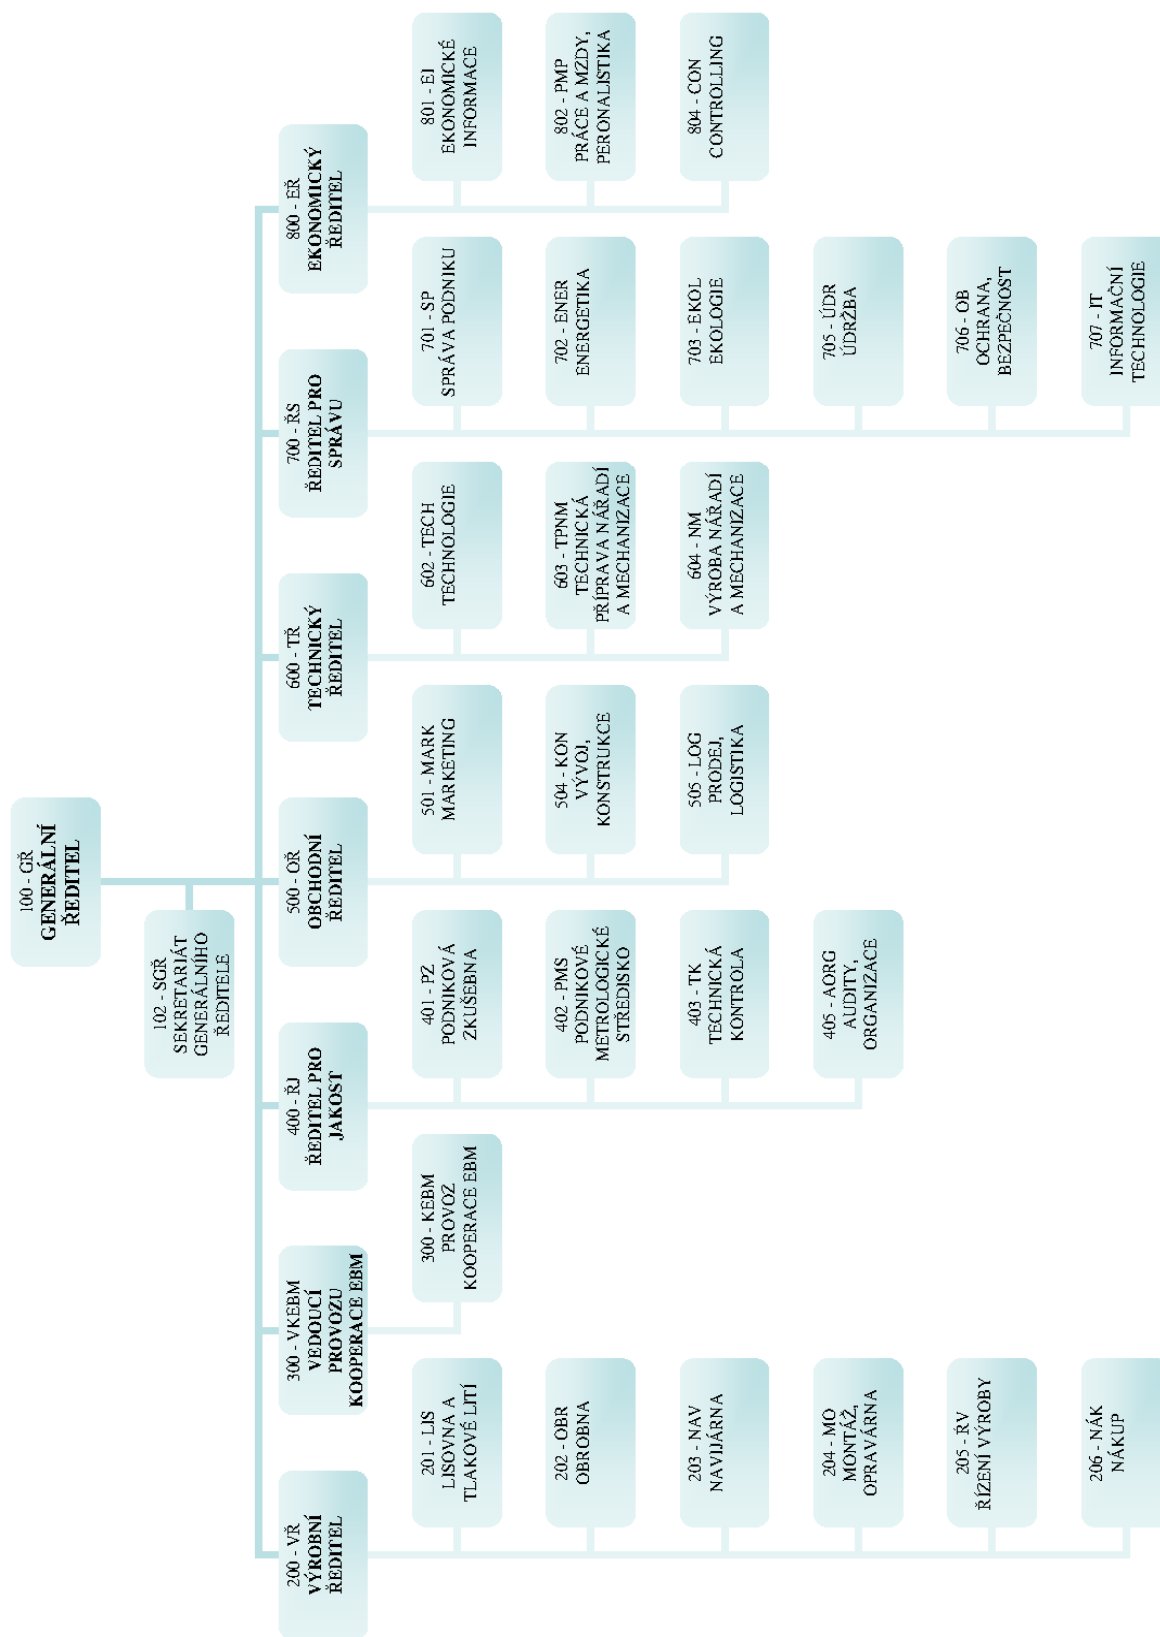 100 - GŘ
GENERÁLNÍ
ŘEDITEL
102 - SGŘ
SEKRETARIÁT
GENERÁLNÍHO
ŘEDITELE
200 - VŘ
VÝROBNÍ
ŘEDITEL
300 - VKEBM
VEDOUCÍ
PROVOZU
KOOPERACE EBM
400 - ŘJ
ŘEDITEL PRO
JAKOST
500 - OŘ
OBCHODNÍ
ŘEDITEL
600 - TŘ
TECHNICKÝ
ŘEDITEL
700 - ŘS
ŘEDITEL PRO
SPRÁVU
800 - EŘ
EKONOMICKÝ
ŘEDITEL
201 - LIS
LISOVNA A
TLAKOVÉ LITÍ
202 - OBR
OBROBNA
203 - NAV
NAVIJÁRNA
204 - MO
MONTÁŽ,
OPRAVÁRNA
205 - ŘV
ŘÍZENÍ VÝROBY
206 - NÁK
NÁKUP
300 - KEBM
PROVOZ
KOOPERACE EBM
401 - PZ
PODNIKOVÁ
ZKUŠEBNA
402 - PMS
PODNIKOVÉ
METROLOGICKÉ
STŘEDISKO
403 - TK
TECHNICKÁ
KONTROLA
405 - AORG
AUDITY,
ORGANIZACE
501 - MARK
MARKETING
504 - KON
VÝVOJ,
KONSTRUKCE
505 - LOG
PRODEJ,
LOGISTIKA
602 - TECH
TECHNOLOGIE
603 - TPNM
TECHNICKÁ
PŘÍPRAVA NÁŘADÍ
A MECHANIZACE
604 - NM
VÝROBA NÁŘADÍ
A MECHANIZACE
701 - SP
SPRÁVA PODNIKU
702 - ENER
ENERGETIKA
703 - EKOL
EKOLOGIE
705 - ÚDR
ÚDRŽBA
706 - OB
OCHRANA,
BEZPEČNOST
707 - IT
INFORMAČNÍ
TECHNOLOGIE
801 - EI
EKONOMICKÉ
INFORMACE
802 - PMP
PRÁCE A MZDY,
PERONALISTIKA
804 - CON
CONTROLLING